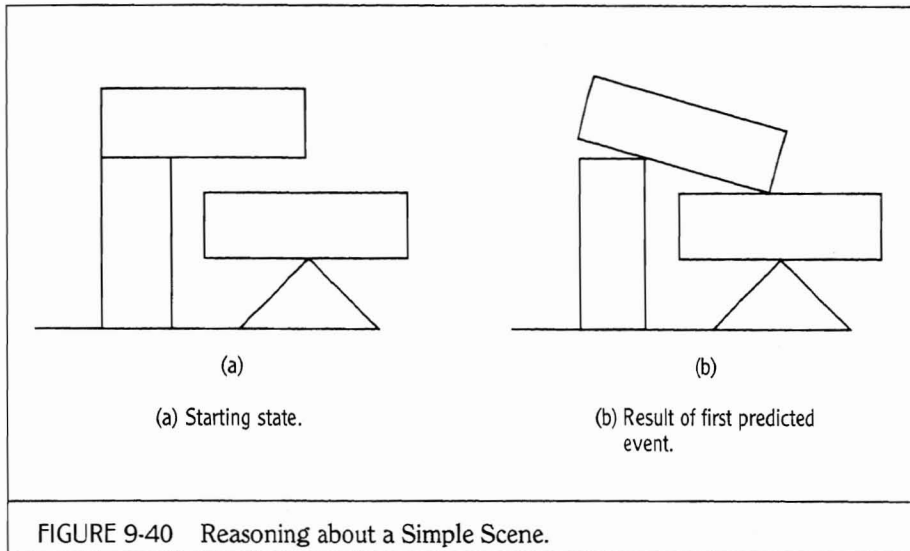 (a)
(b)
(a) Starting state.
(b) Result of first predicted
event.
FIGURE 9-40 Reasoning about a Simple Scene.